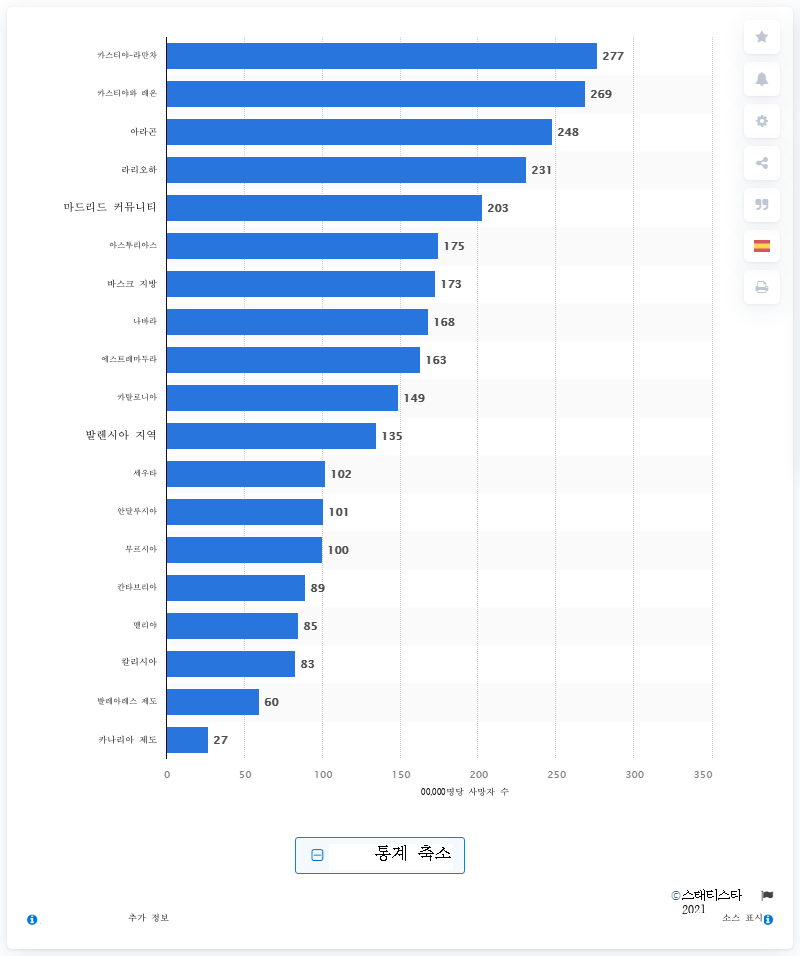 카스티야-라만차 277
카스티야와 레온 269
아라곤 248
라리오하 231
마드리드 커뮤니티 203
아스투리아스 175
바스크 지방 173
나바라 168
에스트레마두라 163
카탈로니아 149
발렌시아 지역 135
세우타 102
안달루시아 101
무르시아 100
칸타브리아 89
멜리야 85
갈리시아 83
발레아레스 제도 60
카나리아 제도 27
0 50 100 150 200 250 300 350
00,000명당 사망자 수
통계 축소
©스태티스타
2021
추가 정보 소스 표시